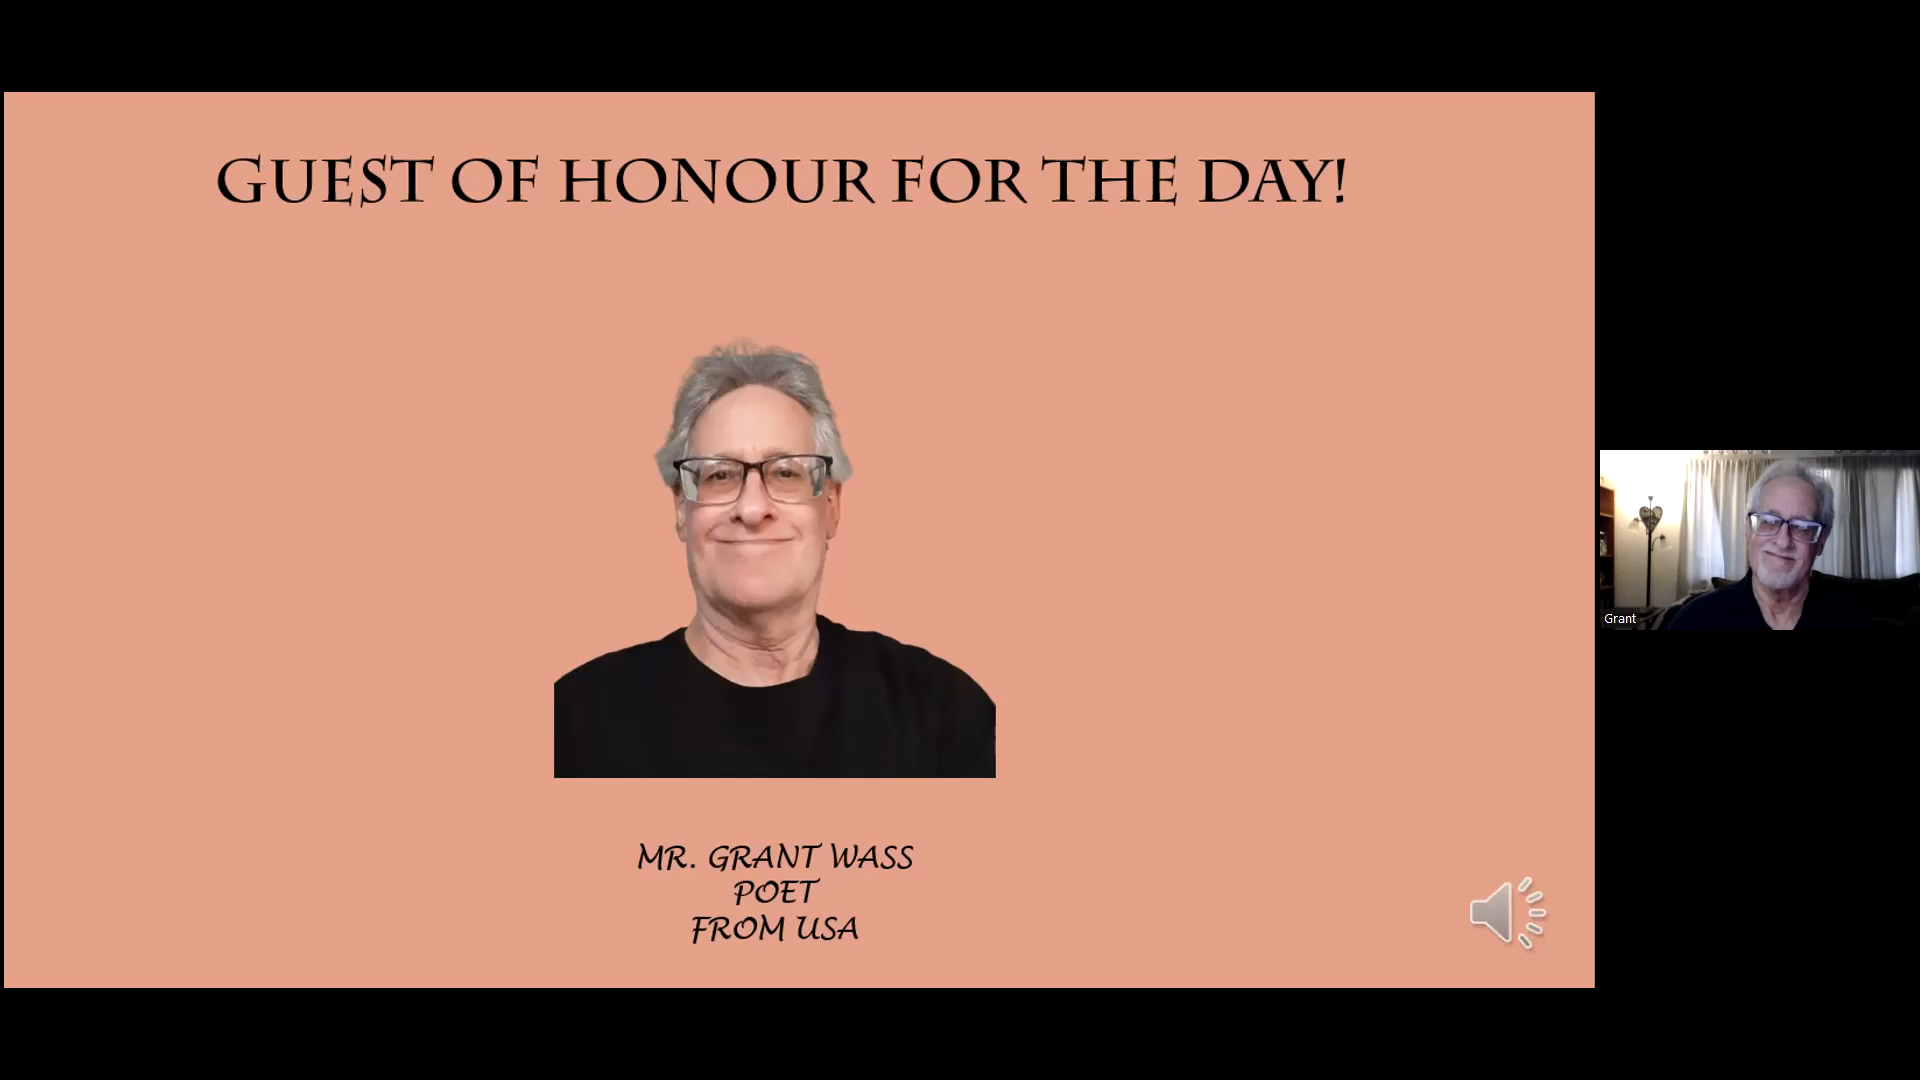 GUEST OF HONOUR FOR THE DAY!
MR. GRANT WASS
POET
FROM USA
Grant